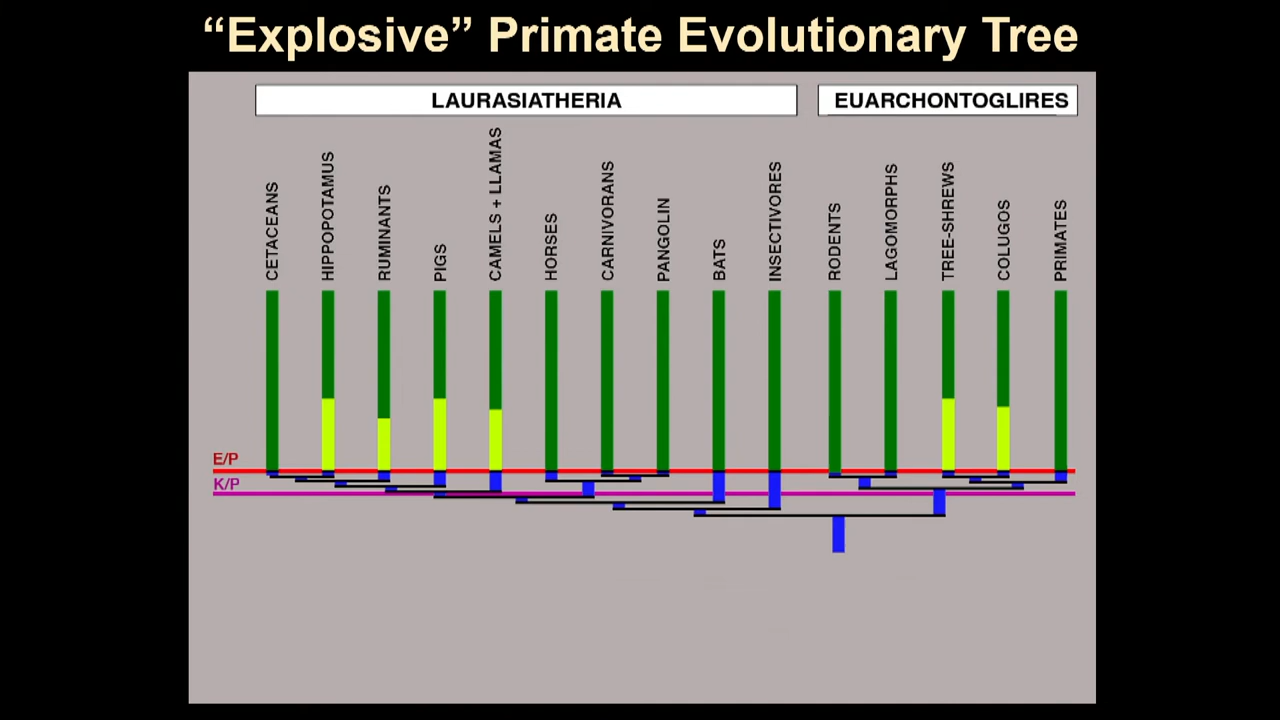 “Explosive” Primate Evolutionary Tree
LAURASIATHERIA
EUARCHONTOGLIRES
CETACEANS
HIPPOPOTAMUS
RUMINANTS
PIGS
CAMELS + LLAMAS
HORSES
CARNIVORANS
PANGOLIN
BATS
INSECTIVORES
RODENTS
LAGOMORPHS
TREE-SHREWS
COLUGOS
PRIMATES
E/P
K/P